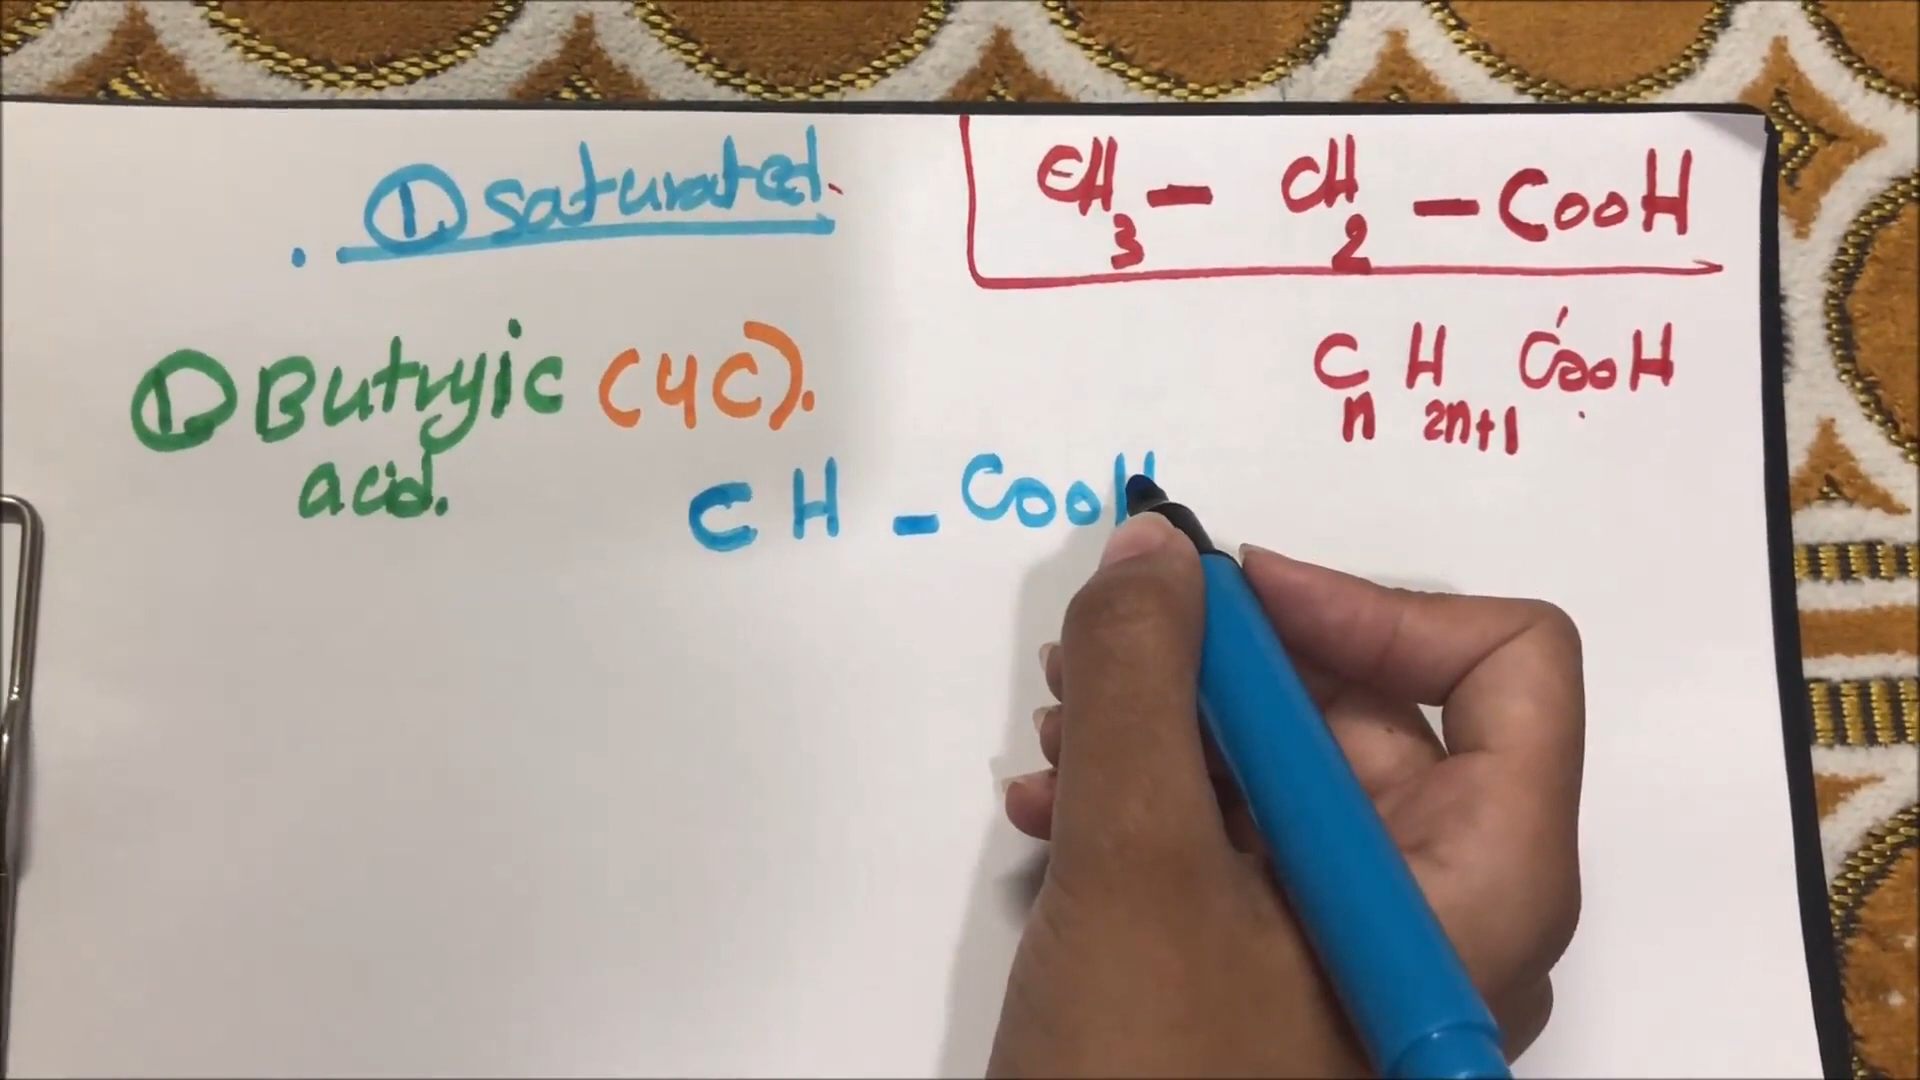 ① saturated.
CH3 - CH2 - COOH
CnH2n+1 COOH
① Butryic (4C).
acid.
CH - COOH